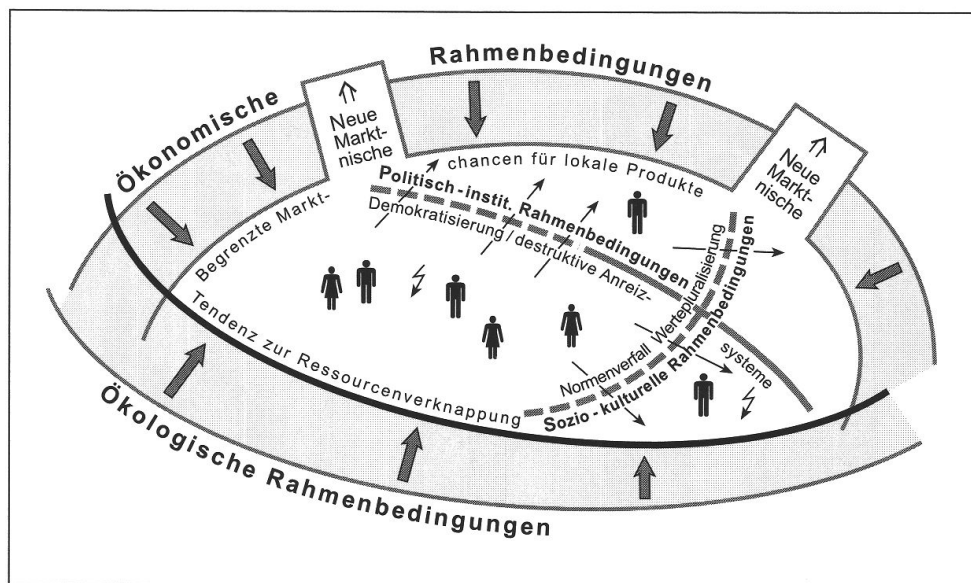 Ökonomische
Rahmenbedingungen
Neue
Markt-
nische
Neue
Markt-
nische
Begrenzte Markt-
chancen für lokale Produkte
Politisch-instit. Rahmenbedingungen
Demokratisierung / destruktive Anreiz-
systeme
Normenverfall Wertepluralisierung
Sozio-kulturelle Rahmenbedingungen
Tendenz zur Ressourcenverknappung
Ökologische Rahmenbedingungen